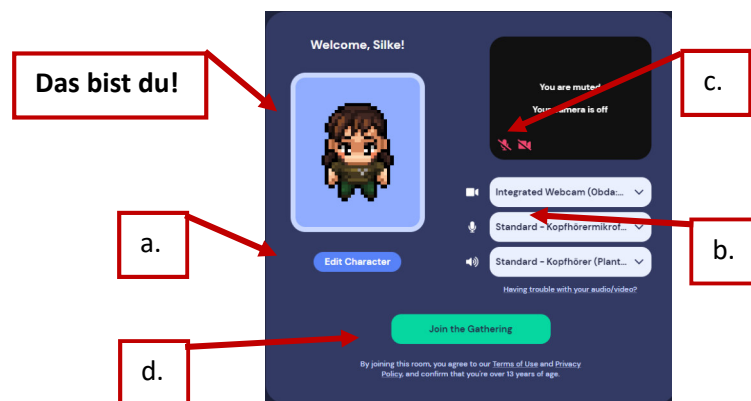 Welcome, Silke!
Das bist du!
You are muted
Your camera is off
c.
Integrated Webcam (0bda:...
Standard - Kopfhörermikrof...
b.
a.
Edit Character
Standard - Kopfhörer (Plant...
Having trouble with your audio/video?
Join the Gathering
d.
By joining this room, you agree to our Terms of Use and Privacy
Policy, and confirm that you're over 13 years of age.